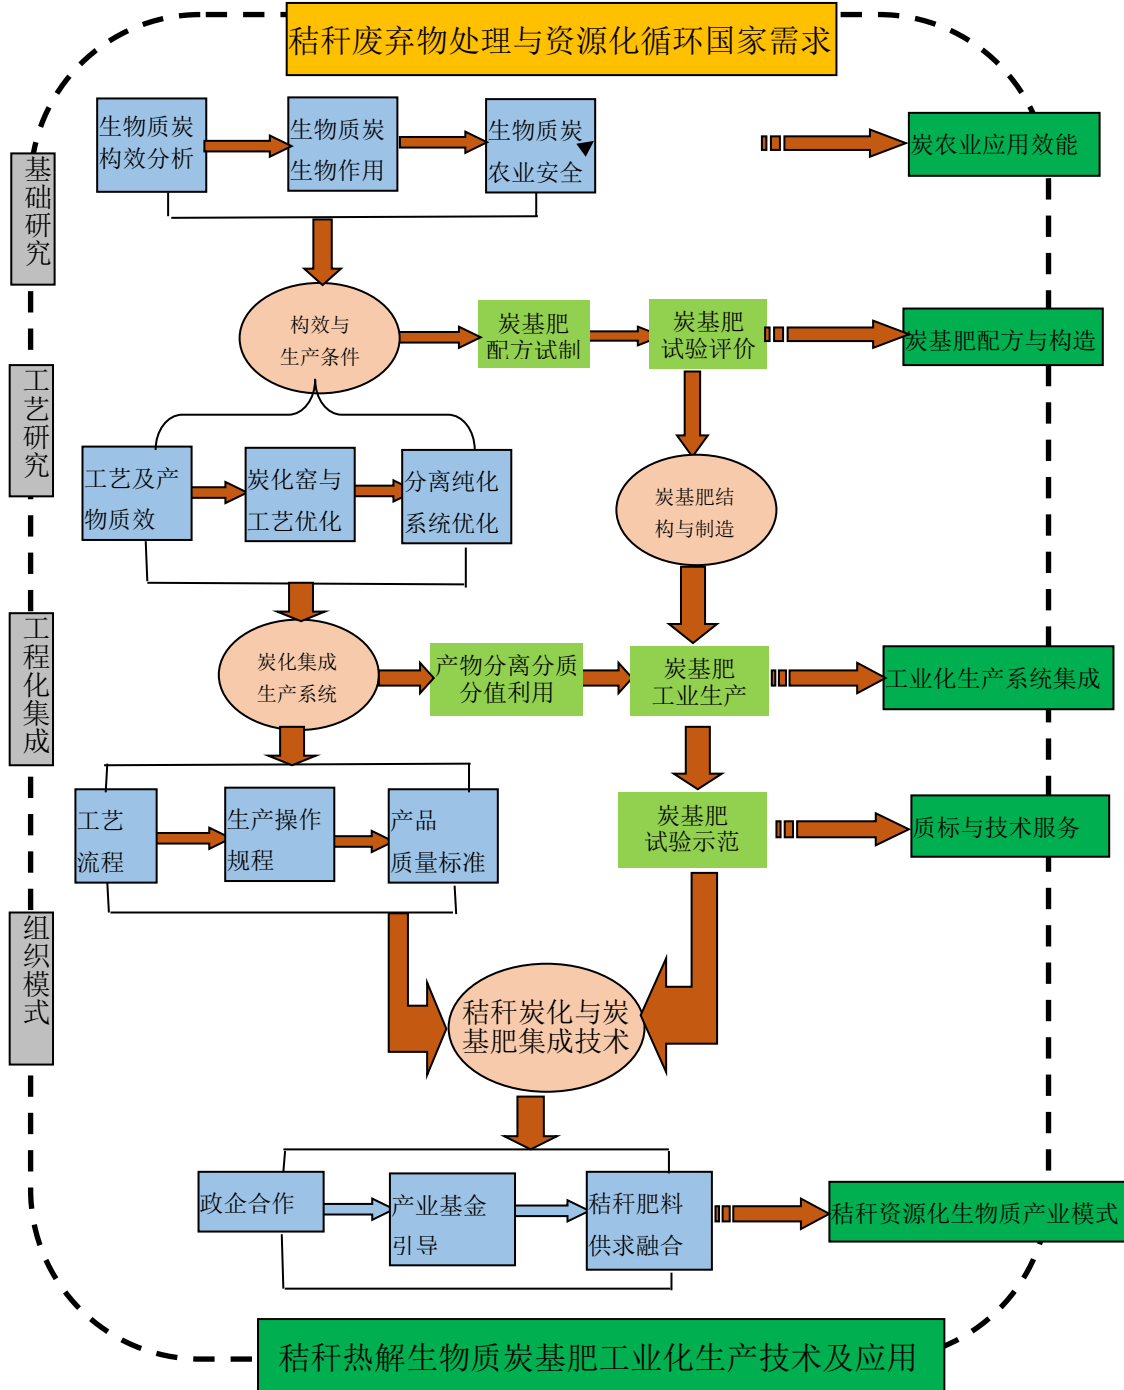 秸秆废弃物处理与资源化循环国家需求
生物质炭
构效分析
生物质炭
生物作用
生物质炭
农业安全
炭农业应用效能
基础研究
构效与
生产条件
炭基肥
配方试制
炭基肥
试验评价
炭基肥配方与构造
工艺研究
工艺及产
物质效
炭化窑与
工艺优化
分离纯化
系统优化
炭基肥结
构与制造
工程化集成
炭化集成
生产系统
产物分离分质
分值利用
炭基肥
工业生产
工业化生产系统集成
工艺
流程
生产操作
规程
产品
质量标准
炭基肥
试验示范
质标与技术服务
组织模式
秸秆炭化与炭
基肥集成技术
政企合作
产业基金
引导
秸秆肥料
供求融合
秸秆资源化生物质产业模式
秸秆热解生物质炭基肥工业化生产技术及应用